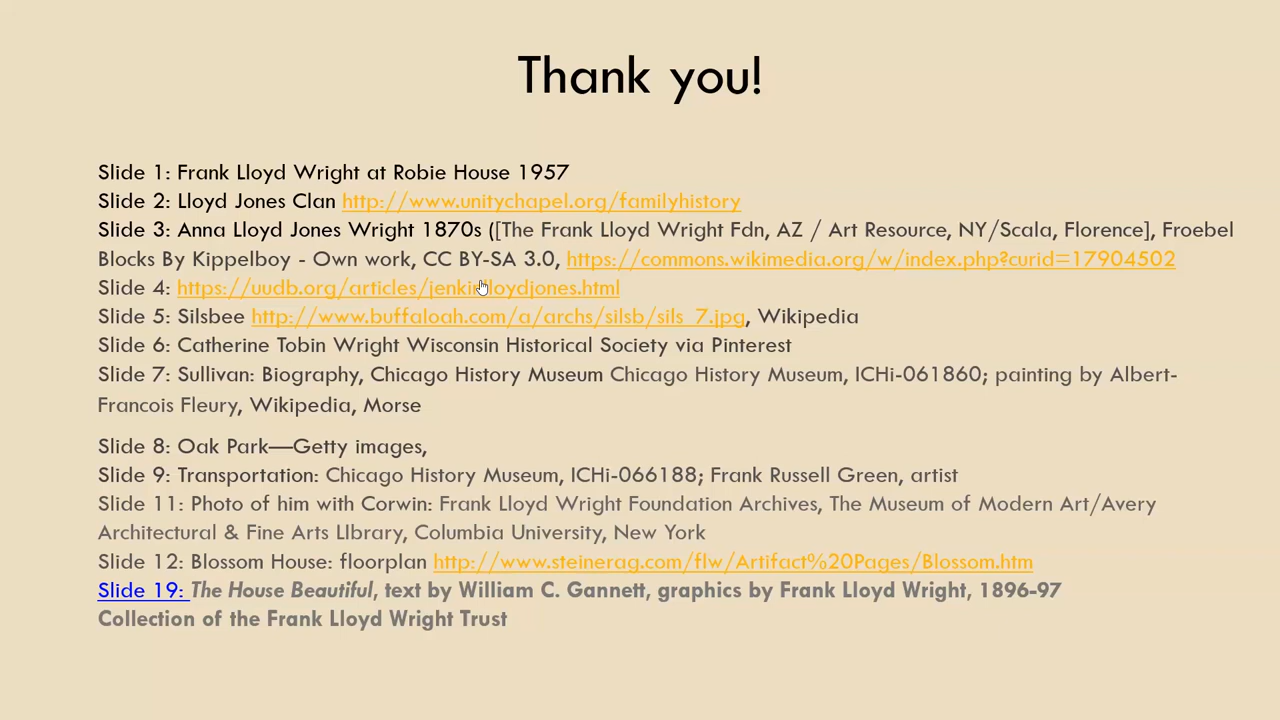 Thank you!
Slide 1: Frank Lloyd Wright at Robie House 1957
Slide 2: Lloyd Jones Clan http://www.unitychapel.org/familyhistory
Slide 3: Anna Lloyd Jones Wright 1870s ([The Frank Lloyd Wright Fdn, AZ / Art Resource, NY/Scala, Florence], Froebel
Blocks By Kippelboy - Own work, CC BY-SA 3.0, https://commons.wikimedia.org/w/index.php?curid=17904502
Slide 4: https://uudb.org/articles/jenkinlloydjones.html
Slide 5: Silsbee http://www.buffaloah.com/a/archs/silsb/sils_7.jpg, Wikipedia
Slide 6: Catherine Tobin Wright Wisconsin Historical Society via Pinterest
Slide 7: Sullivan: Biography, Chicago History Museum Chicago History Museum, ICHi-061860; painting by Albert-
Francois Fleury, Wikipedia, Morse
Slide 8: Oak Park—Getty images,
Slide 9: Transportation: Chicago History Museum, ICHi-066188; Frank Russell Green, artist
Slide 11: Photo of him with Corwin: Frank Lloyd Wright Foundation Archives, The Museum of Modern Art/Avery
Architectural & Fine Arts LIbrary, Columbia University, New York
Slide 12: Blossom House: floorplan http://www.steinerag.com/flw/Artifact%20Pages/Blossom.htm
Slide 19: The House Beautiful, text by William C. Gannett, graphics by Frank Lloyd Wright, 1896-97
Collection of the Frank Lloyd Wright Trust